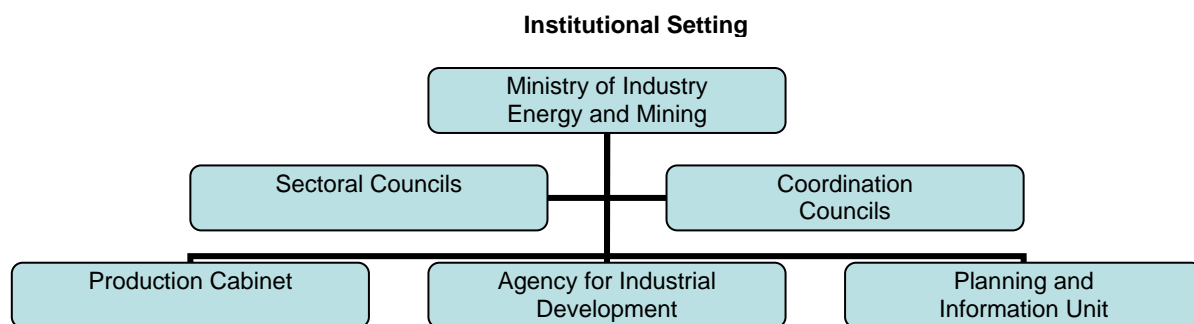 Institutional Setting
Ministry of Industry
Energy and Mining
Sectoral Councils
Coordination
Councils
Production Cabinet
Agency for Industrial
Development
Planning and
Information Unit